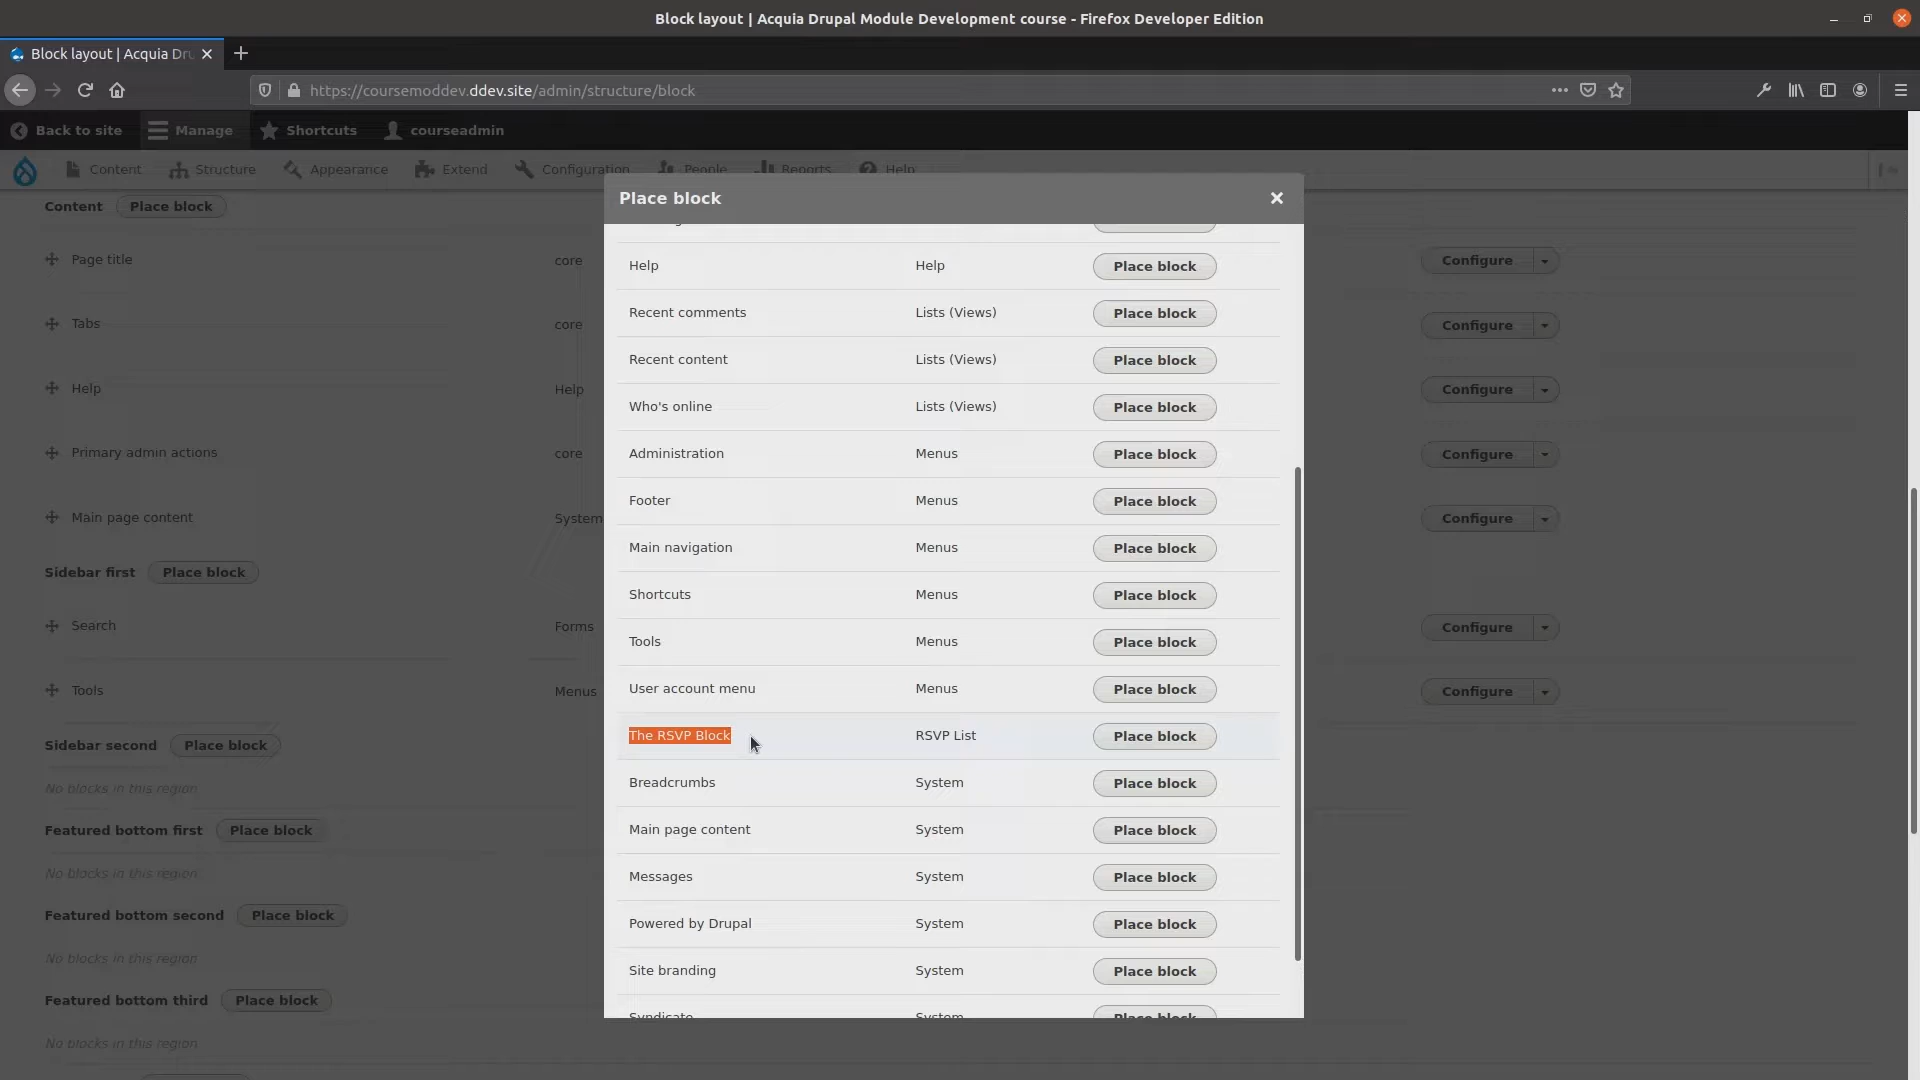 Block layout | Acquia Drupal Module Development course - Firefox Developer Edition
Block layout | Acquia Dru
https://coursemoddev.ddev.site/admin/structure/block
Back to site Manage Shortcuts courseadmin
Content Structure Appearance Extend Configuration People Reports Help
Place block
Content Place block
Page title core Configure
Tabs core Configure
Help Help Configure
Primary admin actions core Configure
Main page content System Configure
Sidebar first Place block
Search Forms Configure
Tools Menus Configure
Sidebar second Place block
No blocks in this region
Featured bottom first Place block
No blocks in this region
Featured bottom second Place block
No blocks in this region
Featured bottom third Place block
No blocks in this region
Help Help Place block
Recent comments Lists (Views) Place block
Recent content Lists (Views) Place block
Who's online Lists (Views) Place block
Administration Menus Place block
Footer Menus Place block
Main navigation Menus Place block
Shortcuts Menus Place block
Tools Menus Place block
User account menu Menus Place block
The RSVP Block RSVP List Place block
Breadcrumbs System Place block
Main page content System Place block
Messages System Place block
Powered by Drupal System Place block
Site branding System Place block
Syndicate System Place block